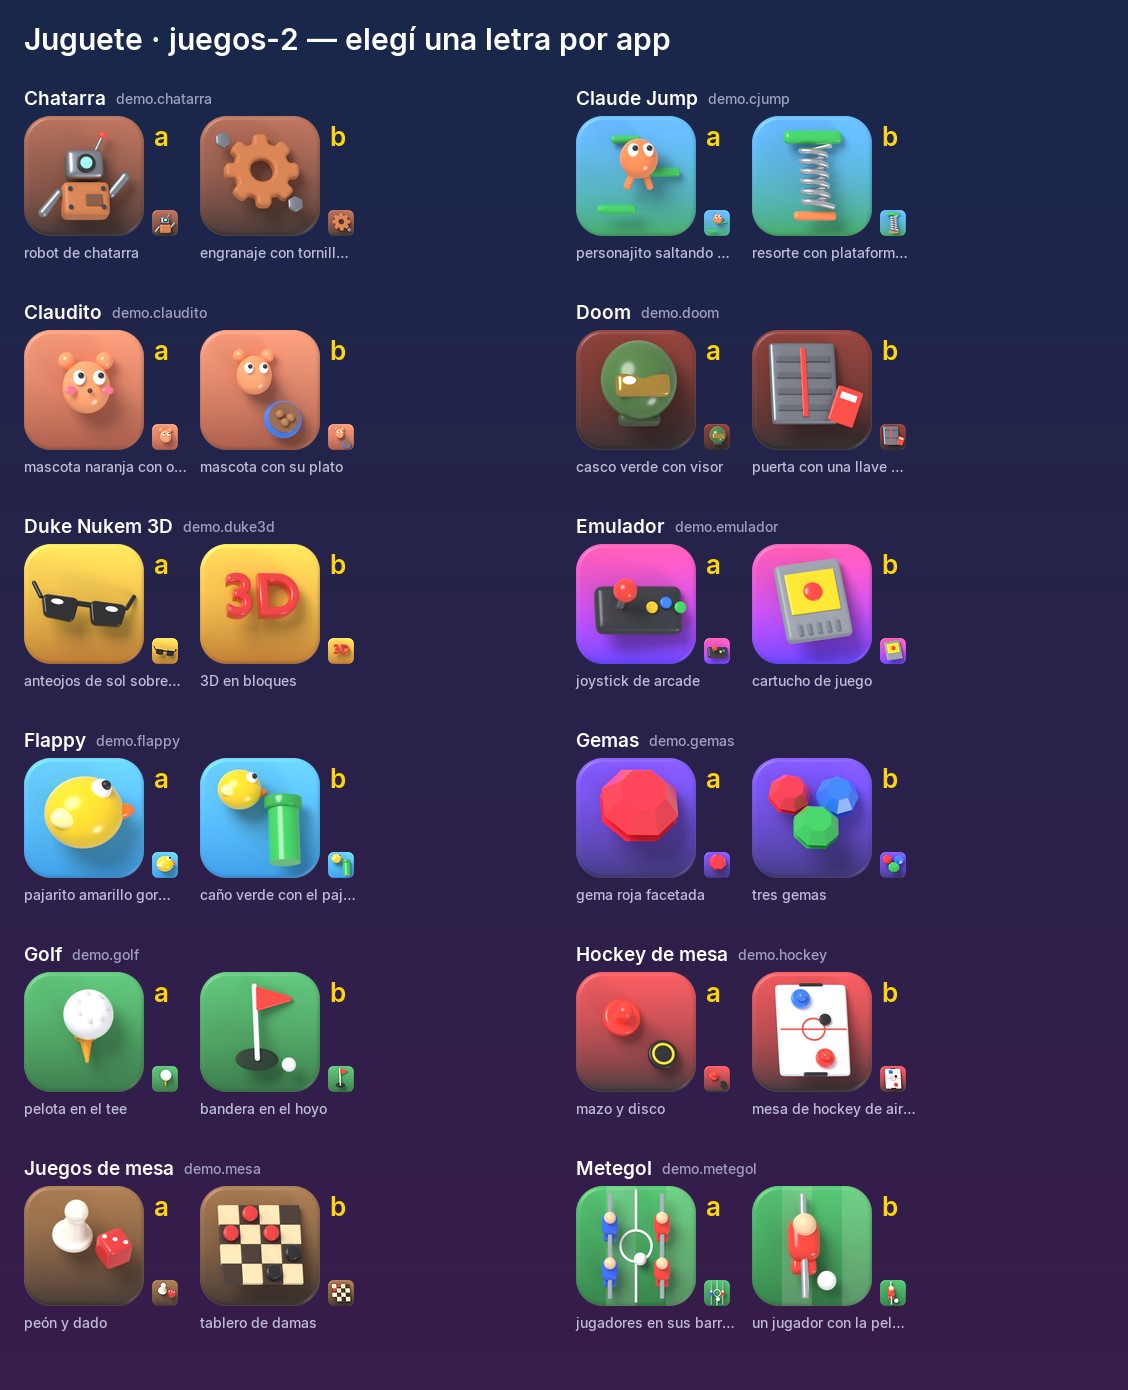 Juguete · juegos-2 — elegí una letra por app
Chatarra demo.chatarra
a
b
robot de chatarra
engranaje con tornill...
Claude Jump demo.cjump
a
b
personajito saltando ...
resorte con plataform...
Claudito demo.claudito
a
b
mascota naranja con o...
mascota con su plato
Doom demo.doom
a
b
casco verde con visor
puerta con una llave ...
Duke Nukem 3D demo.duke3d
a
3D
b
anteojos de sol sobre...
3D en bloques
Emulador demo.emulador
a
b
joystick de arcade
cartucho de juego
Flappy demo.flappy
a
b
pajarito amarillo gor...
caño verde con el paj...
Gemas demo.gemas
a
b
gema roja facetada
tres gemas
Golf demo.golf
a
b
pelota en el tee
bandera en el hoyo
Hockey de mesa demo.hockey
a
b
mazo y disco
mesa de hockey de air...
Juegos de mesa demo.mesa
a
b
peón y dado
tablero de damas
Metegol demo.metegol
a
b
jugadores en sus barr...
un jugador con la pel...